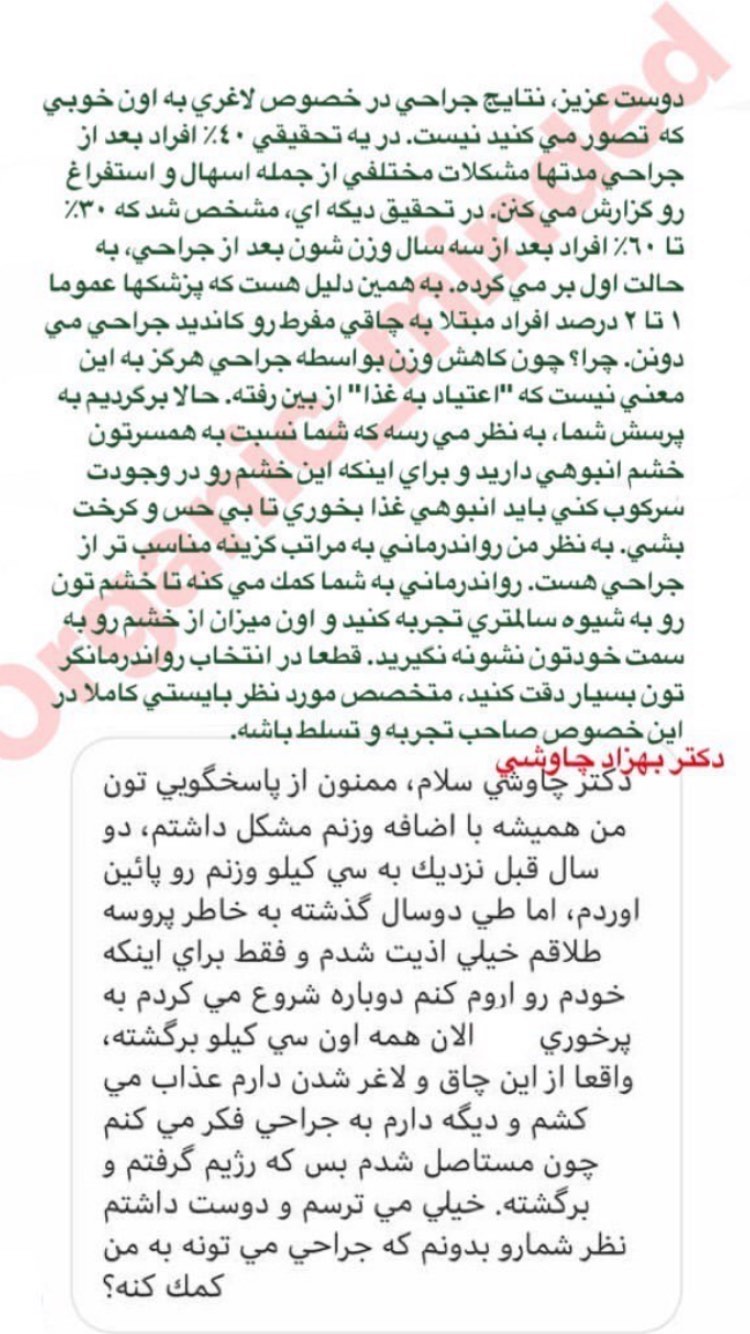 دوست عزيز، نتايج جراحي در خصوص لاغري به اون خوبي
كه تصور مي كنيد نيست. در يه تحقيقي ٤٠٪ افراد بعد از
جراحي مدتها مشكلات مختلفي از جمله اسهال و استفراغ
رو گزارش مي كنن. در تحقيق ديگه اي، مشخص شد كه ٣٠٪
تا ٦٠٪ افراد بعد از سه سال وزن شون بعد از جراحي، به
حالت اول بر مي گرده. به همين دليل هست كه پزشكها عموما
١ تا ٢ درصد افراد مبتلا به چاقي مفرط رو كانديد جراحي مي
دونن. چرا؟ چون كاهش وزن بواسطه جراحي هرگز به اين
معني نيست كه "اعتياد به غذا" از بين رفته. حالا برگرديم به
پرسش شما، به نظر مي رسه كه شما نسبت به همسرتون
خشم انبوهي داريد و براي اينكه اين خشم رو در وجودت
سركوب كني بايد انبوهي غذا بخوري تا بي حس و كرخت
بشي. به نظر من رواندرماني به مراتب گزينه مناسب تر از
جراحي هست. رواندرماني به شما كمك مي كنه تا خشم تون
رو به شيوه سالمتري تجربه كنيد و اون ميزان از خشم رو به
سمت خودتون نشونه نگيريد. قطعا در انتخاب رواندرمانگر
تون بسيار دقت كنيد، متخصص مورد نظر بايستي كاملا در
اين خصوص صاحب تجربه و تسلط باشه.
دكتر بهزاد چاوشي
دكتر چاوشي سلام، ممنون از پاسخگويي تون
من هميشه با اضافه وزنم مشكل داشتم، دو
سال قبل نزديك به سي كيلو وزنم رو پائين
اوردم، اما طي دوسال گذشته به خاطر پروسه
طلاقم خيلي اذيت شدم و فقط براي اينكه
خودم رو اروم كنم دوباره شروع مي كردم به
پرخوري الان همه اون سي كيلو برگشته،
واقعا از اين چاق و لاغر شدن دارم عذاب مي
كشم و ديگه دارم به جراحي فكر مي كنم
چون مستاصل شدم بس كه رژيم گرفتم و
برگشته. خيلي مي ترسم و دوست داشتم
نظر شمارو بدونم كه جراحي مي تونه به من
كمك كنه؟
Organic_minded